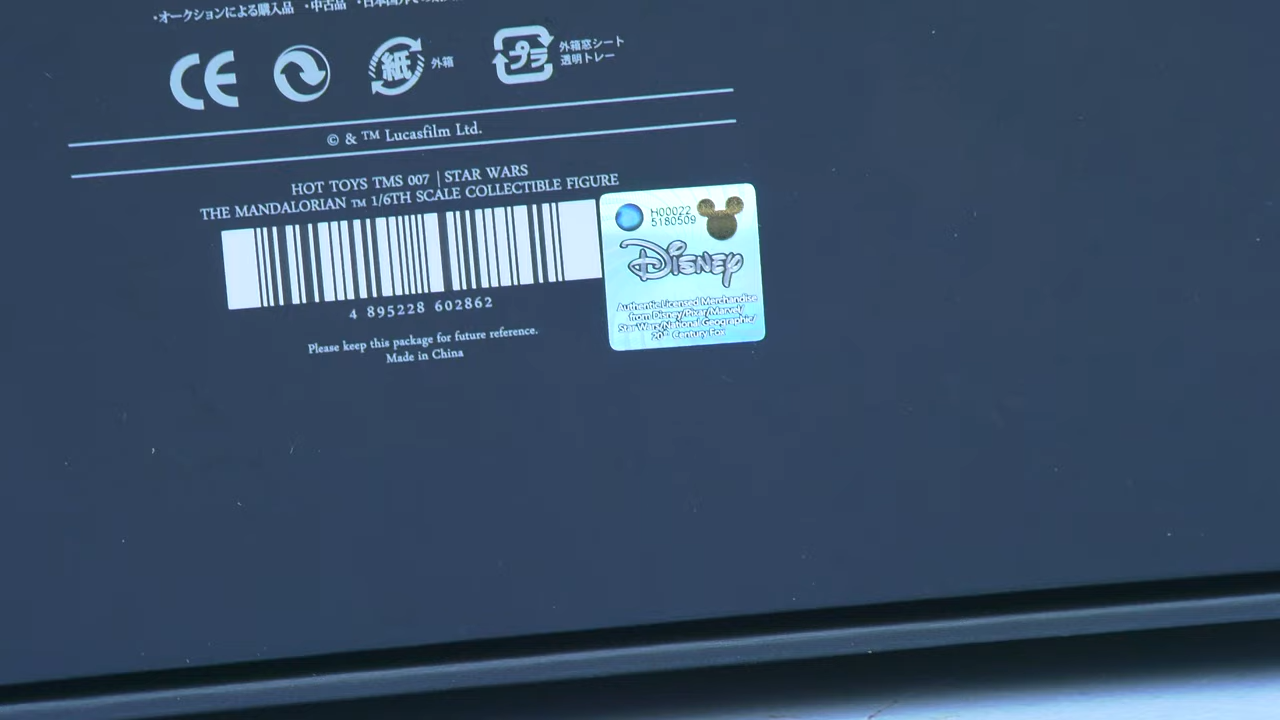 ・オークションによる購入品 ・中古品
CE
紙 外箱
プラ 外箱窓シート
透明トレー
© & ™ Lucasfilm Ltd.
HOT TOYS TMS 007 | STAR WARS
THE MANDALORIAN ™ 1/6TH SCALE COLLECTIBLE FIGURE
4 895228 602862
Please keep this package for future reference.
Made in China
H00022
5180509
Disney
Authentic Licensed Merchandise
from Disney/Pixar/Marvel/
Star Wars/National Geographic/
20th Century Fox